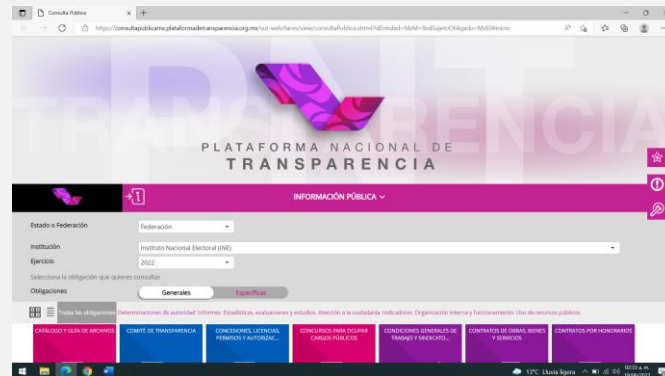 Consulta Pública
https://consultapublicamx.plataformadetransparencia.org.mx/vut-web/faces/view/consultaPublica.xhtml?idEntidad=MzM=&idSujetoObligado=MzE0#inicio
PNT
TRANSPARENCIA
PLATAFORMA NACIONAL DE
TRANSPARENCIA
INFORMACIÓN PÚBLICA
Estado o Federación
Federación
Institución
Instituto Nacional Electoral (INE)
Ejercicio
2022
Selecciona la obligación que quieres consultar
Obligaciones
Generales
Específicas
Todas las obligaciones Determinaciones de autoridad Informes Estadísticas, evaluaciones y estudios Atención a la ciudadanía Indicadores Organización interna y funcionamiento Uso de recursos públicos
CATÁLOGO Y GUÍA DE ARCHIVOS
COMITÉ DE TRANSPARENCIA
CONCESIONES, LICENCIAS, PERMISOS Y AUTORIZAC...
CONCURSOS PARA OCUPAR CARGOS PÚBLICOS
CONDICIONES GENERALES DE TRABAJO Y SINDICATO...
CONTRATOS DE OBRAS, BIENES Y SERVICIOS
CONTRATOS POR HONORARIOS
12°C Lluvia ligera